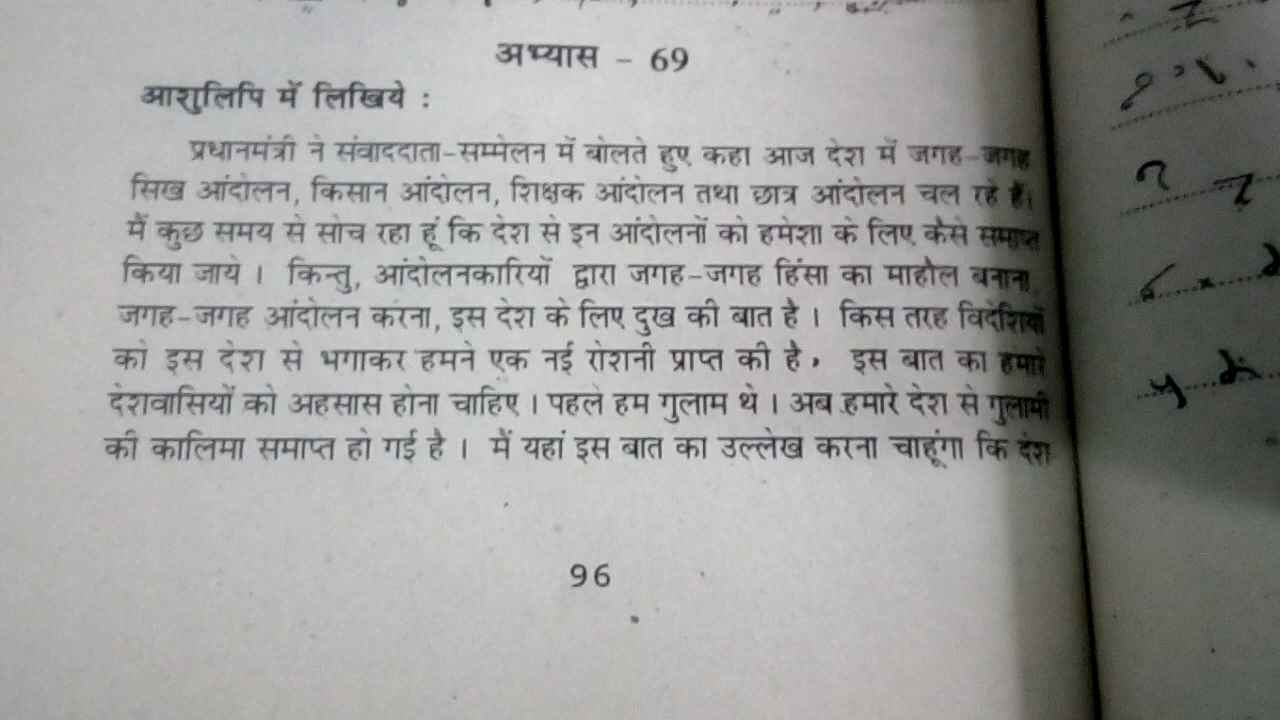 अभ्यास - 69
आशुलिपि में लिखिये :
प्रधानमंत्री ने संवाददाता-सम्मेलन में बोलते हुए कहा आज देश में जगह-जगह
सिख आंदोलन, किसान आंदोलन, शिक्षक आंदोलन तथा छात्र आंदोलन चल रहे हैं।
मैं कुछ समय से सोच रहा हूं कि देश से इन आंदोलनों को हमेशा के लिए कैसे समाप्त
किया जाये । किन्तु, आंदोलनकारियों द्वारा जगह-जगह हिंसा का माहौल बनाना,
जगह-जगह आंदोलन करना, इस देश के लिए दुख की बात है । किस तरह विदेशियों
को इस देश से भगाकर हमने एक नई रोशनी प्राप्त की है, इस बात का हमारे
देशवासियों को अहसास होना चाहिए । पहले हम गुलाम थे । अब हमारे देश से गुलामी
की कालिमा समाप्त हो गई है । मैं यहां इस बात का उल्लेख करना चाहूंगा कि देश
96